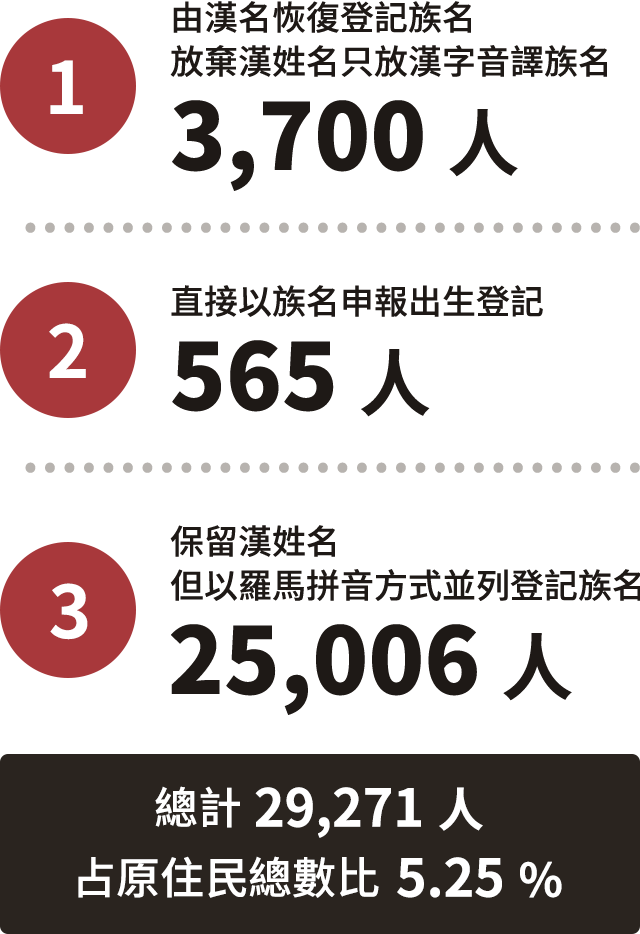 1
由漢名恢復登記族名
放棄漢姓名只放漢字音譯族名
3,700 人
2
直接以族名申報出生登記
565 人
3
保留漢姓名
但以羅馬拼音方式並列登記族名
25,006 人
總計 29,271 人
占原住民總數比 5.25 %